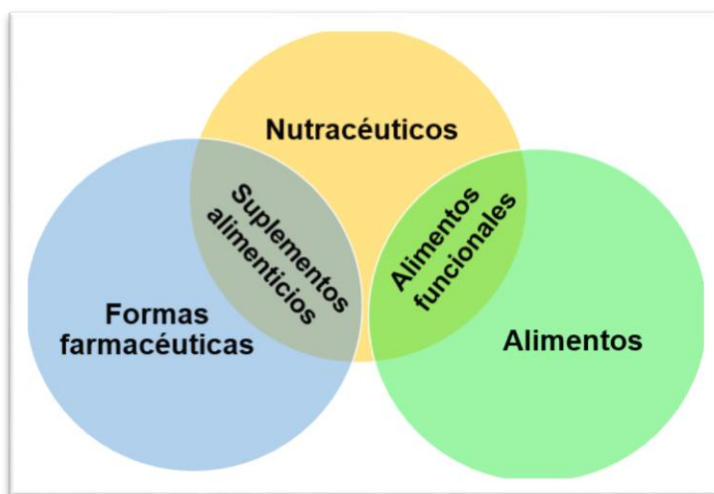 Nutracéuticos
Suplementos
alimenticios
Alimentos
funcionales
Formas
farmacéuticas
Alimentos